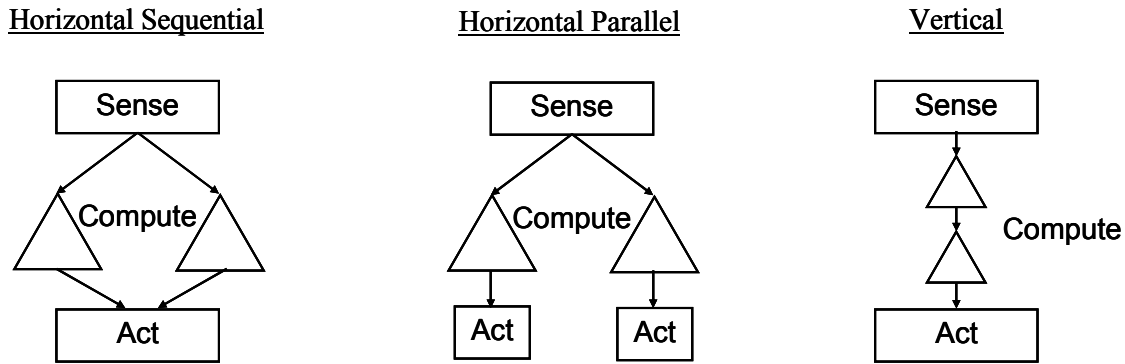 Horizontal Sequential
Horizontal Parallel
Vertical
Sense
Sense
Sense
Compute
Compute
Compute
Act
Act
Act
Act